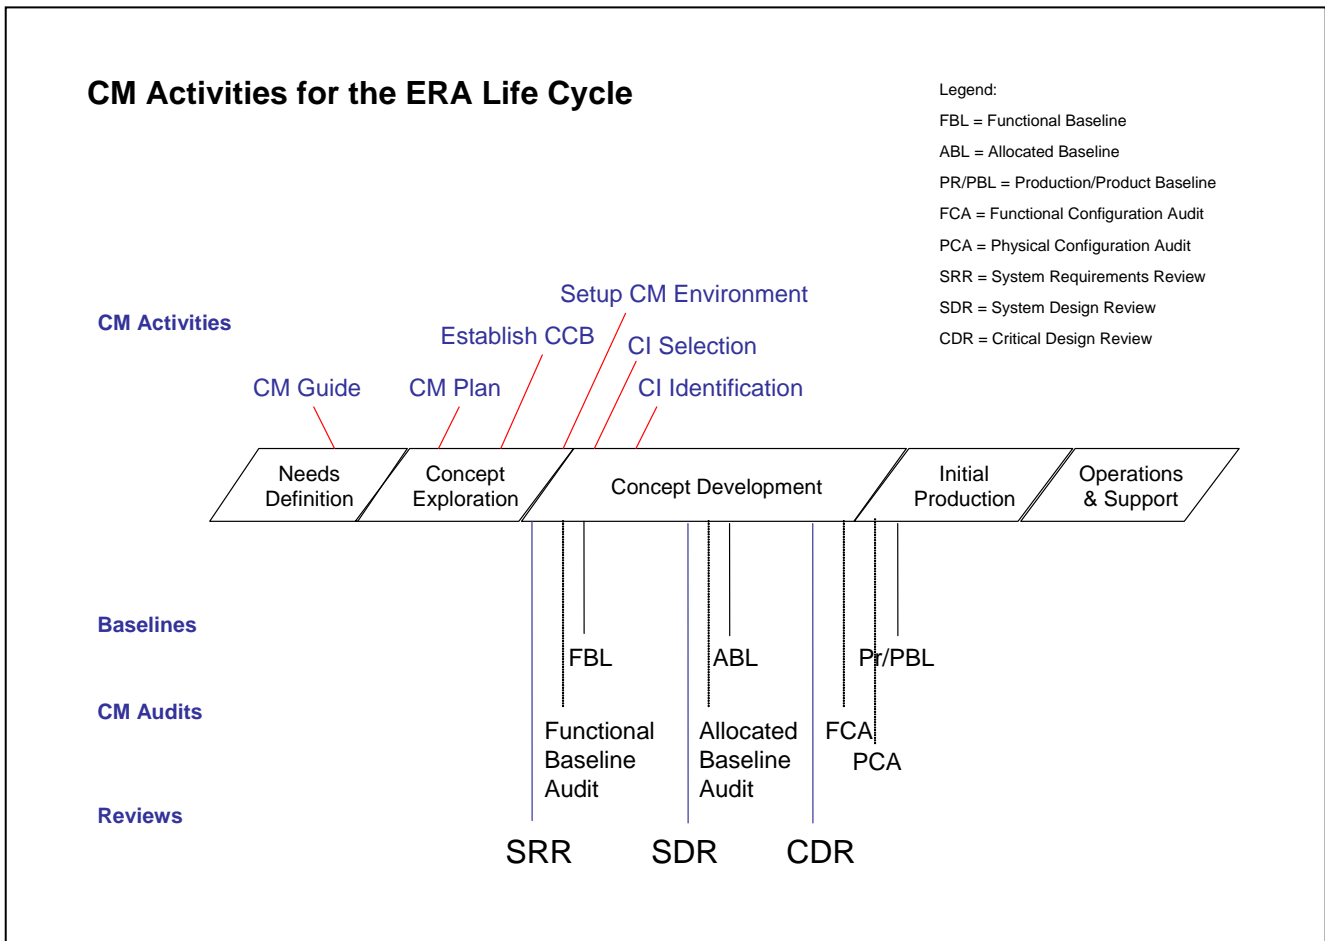 CM Activities for the ERA Life Cycle
Legend:
FBL = Functional Baseline
ABL = Allocated Baseline
PR/PBL = Production/Product Baseline
FCA = Functional Configuration Audit
PCA = Physical Configuration Audit
SRR = System Requirements Review
SDR = System Design Review
CDR = Critical Design Review
CM Activities
Setup CM Environment
Establish CCB
CI Selection
CM Guide
CM Plan
CI Identification
Needs
Definition
Concept
Exploration
Concept Development
Initial
Production
Operations
& Support
Baselines
FBL
ABL
Pr/PBL
CM Audits
Functional
Baseline
Audit
Allocated
Baseline
Audit
FCA
PCA
Reviews
SRR
SDR
CDR